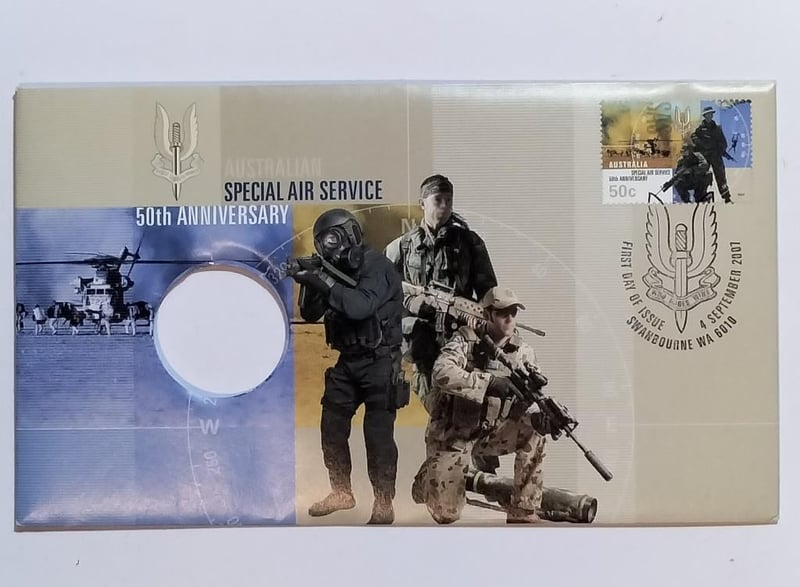 AUSTRALIAN
SPECIAL AIR SERVICE
50th ANNIVERSARY
SAS
AUSTRALIA
SPECIAL AIR SERVICE
50th ANNIVERSARY
50c
WHO DARES WINS
FIRST DAY OF ISSUE
4 SEPTEMBER 2007
SWANBOURNE WA 6010
N
W
E